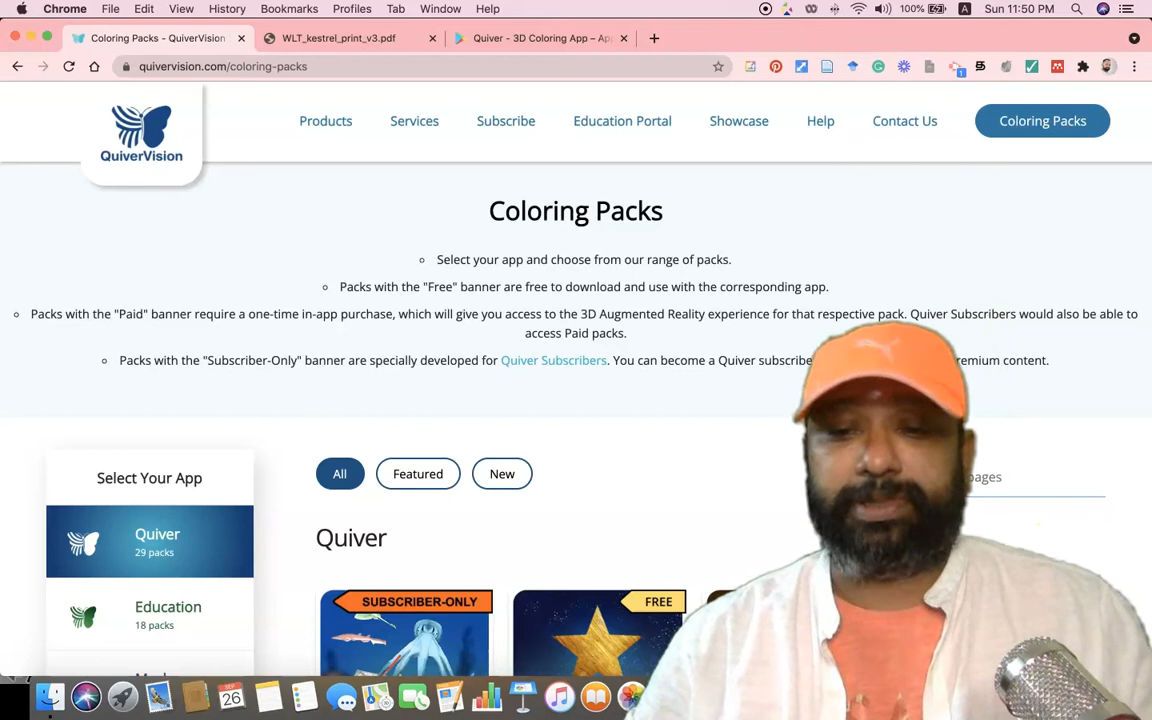 Chrome File Edit View History Bookmarks Profiles Tab Window Help 100% A Sun 11:50 PM
Coloring Packs - QuiverVision WLT_kestrel_print_v3.pdf Quiver - 3D Coloring App – Ap
quivervision.com/coloring-packs
QuiverVision
Products Services Subscribe Education Portal Showcase Help Contact Us Coloring Packs
Coloring Packs
Select your app and choose from our range of packs.
Packs with the "Free" banner are free to download and use with the corresponding app.
Packs with the "Paid" banner require a one-time in-app purchase, which will give you access to the 3D Augmented Reality experience for that respective pack. Quiver Subscribers would also be able to
access Paid packs.
Packs with the "Subscriber-Only" banner are specially developed for Quiver Subscribers. You can become a Quiver subscribe remium content.
Select Your App
All Featured New
pages
Quiver
29 packs
Quiver
SUBSCRIBER-ONLY FREE
Education
18 packs
SEP
26